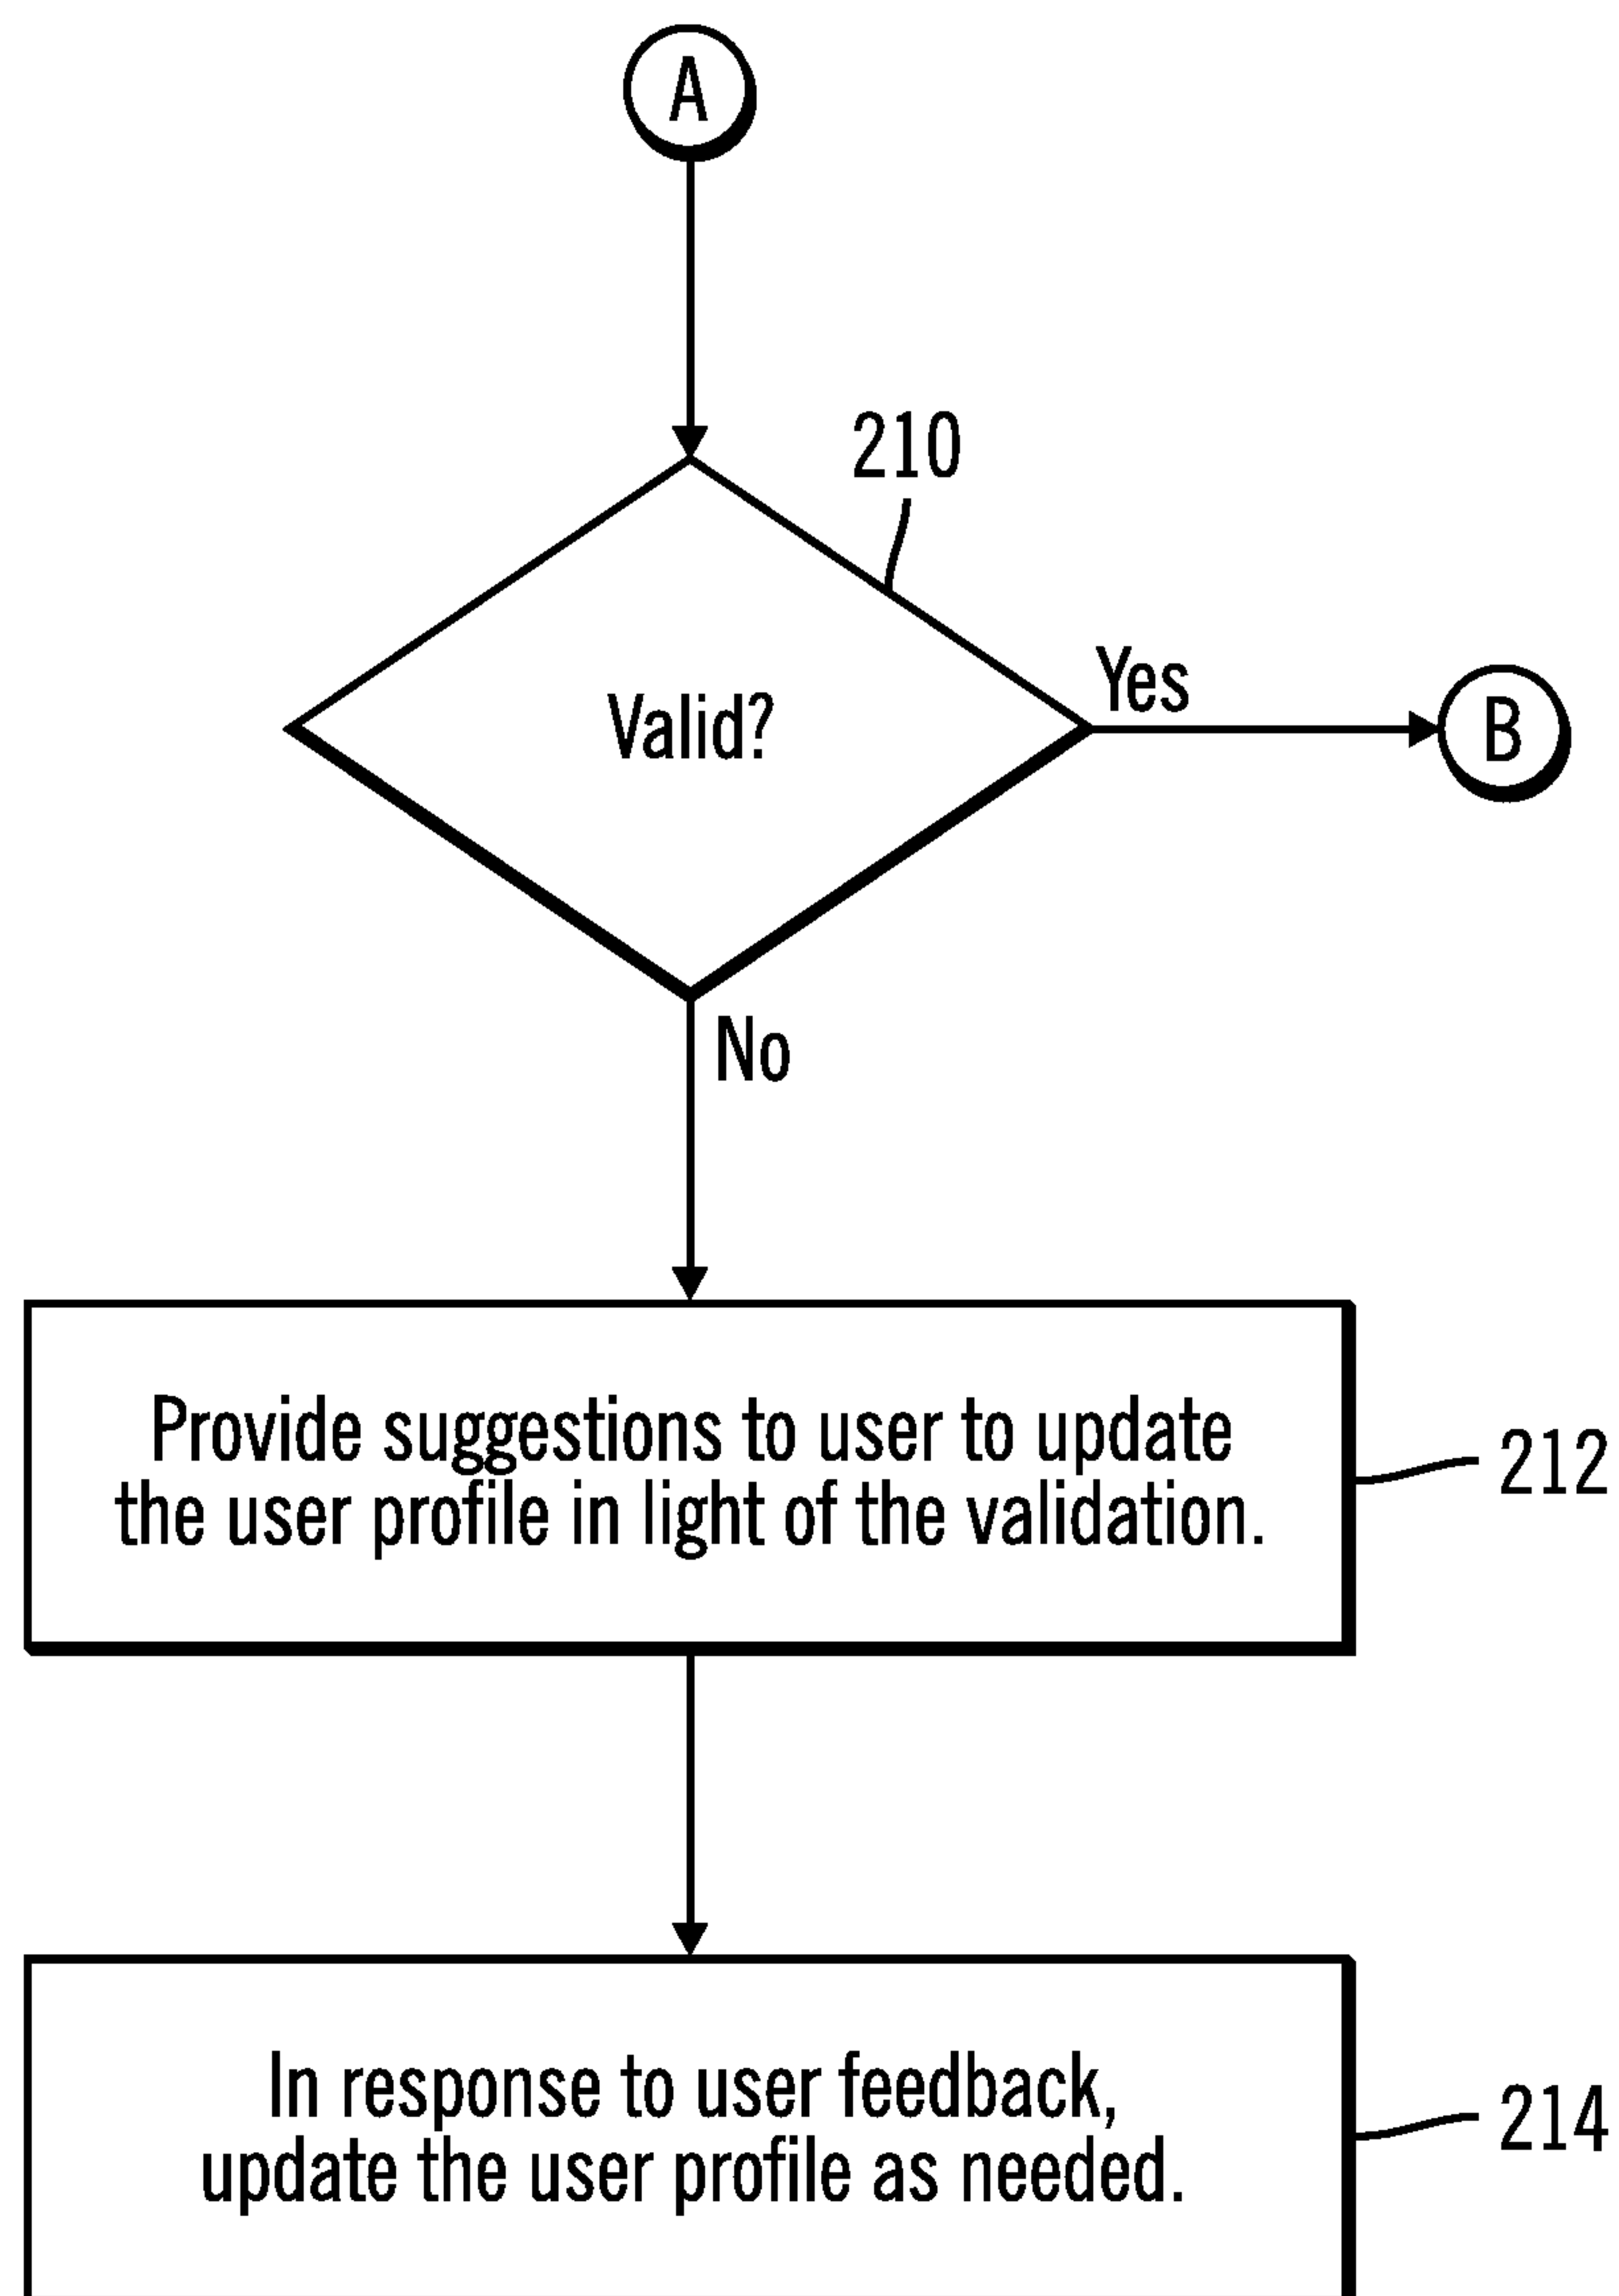 A
210
Valid?
Yes
B
No
Provide suggestions to user to update
the user profile in light of the validation.
212
In response to user feedback,
update the user profile as needed.
214